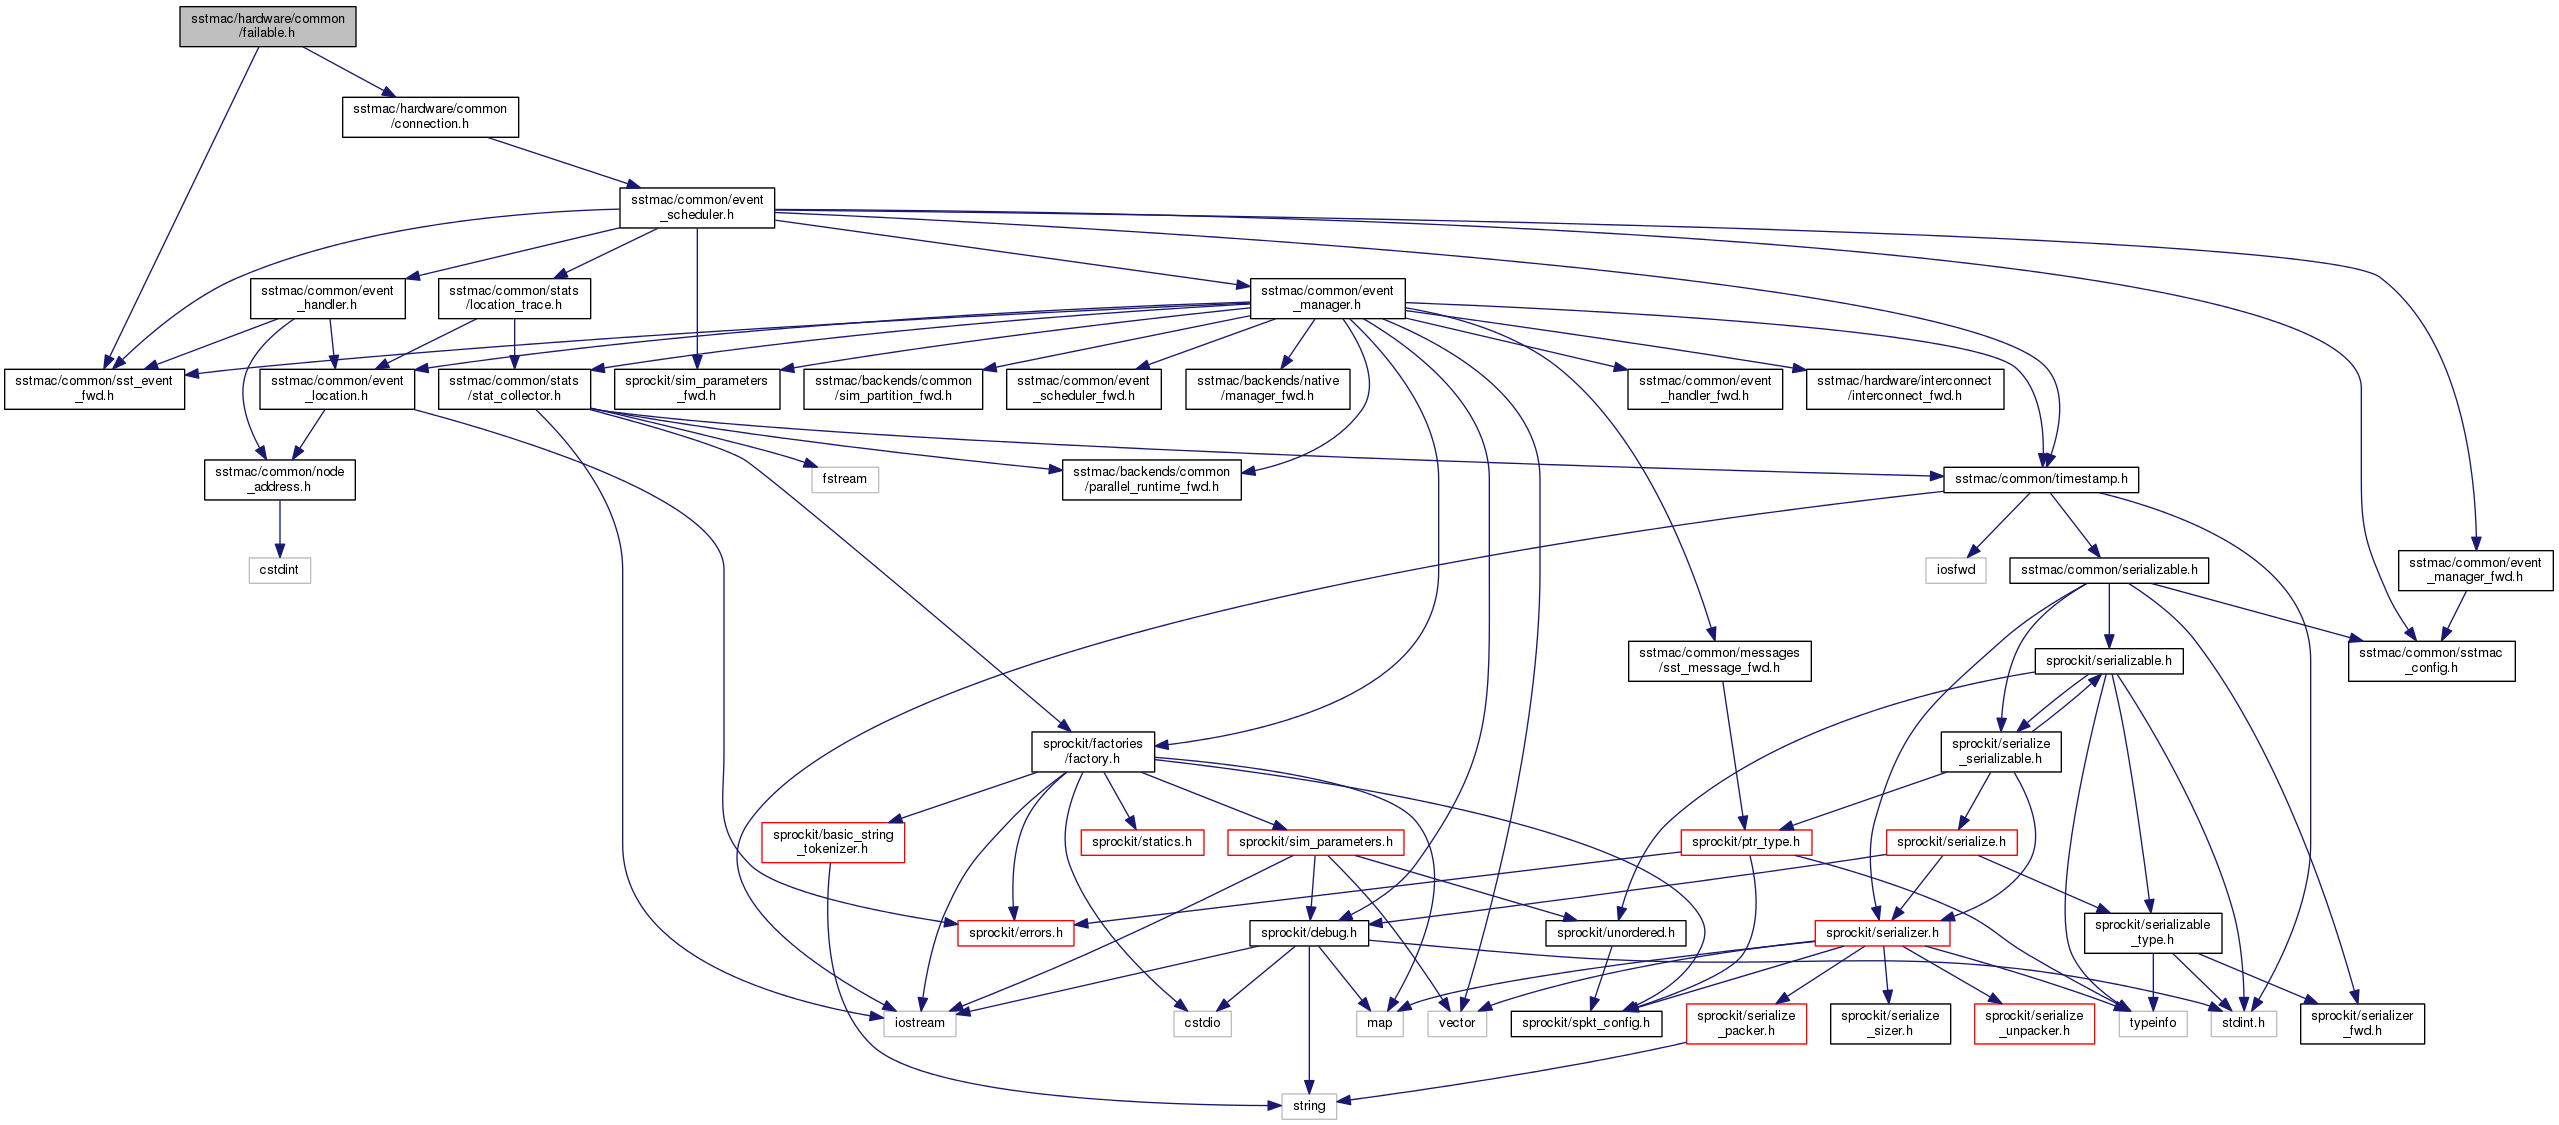 sstmac/hardware/common
/failable.h
sstmac/hardware/common
/connection.h
sstmac/common/event
_scheduler.h
sstmac/common/event
_handler.h
sstmac/common/stats
/location_trace.h
sstmac/common/event
_manager.h
sstmac/common/sst_event
_fwd.h
sstmac/common/event
_location.h
sstmac/common/stats
/stat_collector.h
sprockit/sim_parameters
_fwd.h
sstmac/backends/common
/sim_partition_fwd.h
sstmac/common/event
_scheduler_fwd.h
sstmac/backends/native
/manager_fwd.h
sstmac/common/event
_handler_fwd.h
sstmac/hardware/interconnect
/interconnect_fwd.h
sstmac/common/node
_address.h
fstream
sstmac/backends/common
/parallel_runtime_fwd.h
sstmac/common/timestamp.h
cstdint
iosfwd
sstmac/common/serializable.h
sstmac/common/event
_manager_fwd.h
sstmac/common/messages
/sst_message_fwd.h
sprockit/serializable.h
sstmac/common/sstmac
_config.h
sprockit/factories
/factory.h
sprockit/serialize
_serializable.h
sprockit/basic_string
_tokenizer.h
sprockit/statics.h
sprockit/sim_parameters.h
sprockit/ptr_type.h
sprockit/serialize.h
sprockit/errors.h
sprockit/debug.h
sprockit/unordered.h
sprockit/serializer.h
sprockit/serializable
_type.h
iostream
cstdio
map
vector
sprockit/spkt_config.h
sprockit/serialize
_packer.h
sprockit/serialize
_sizer.h
sprockit/serialize
_unpacker.h
typeinfo
stdint.h
sprockit/serializer
_fwd.h
string